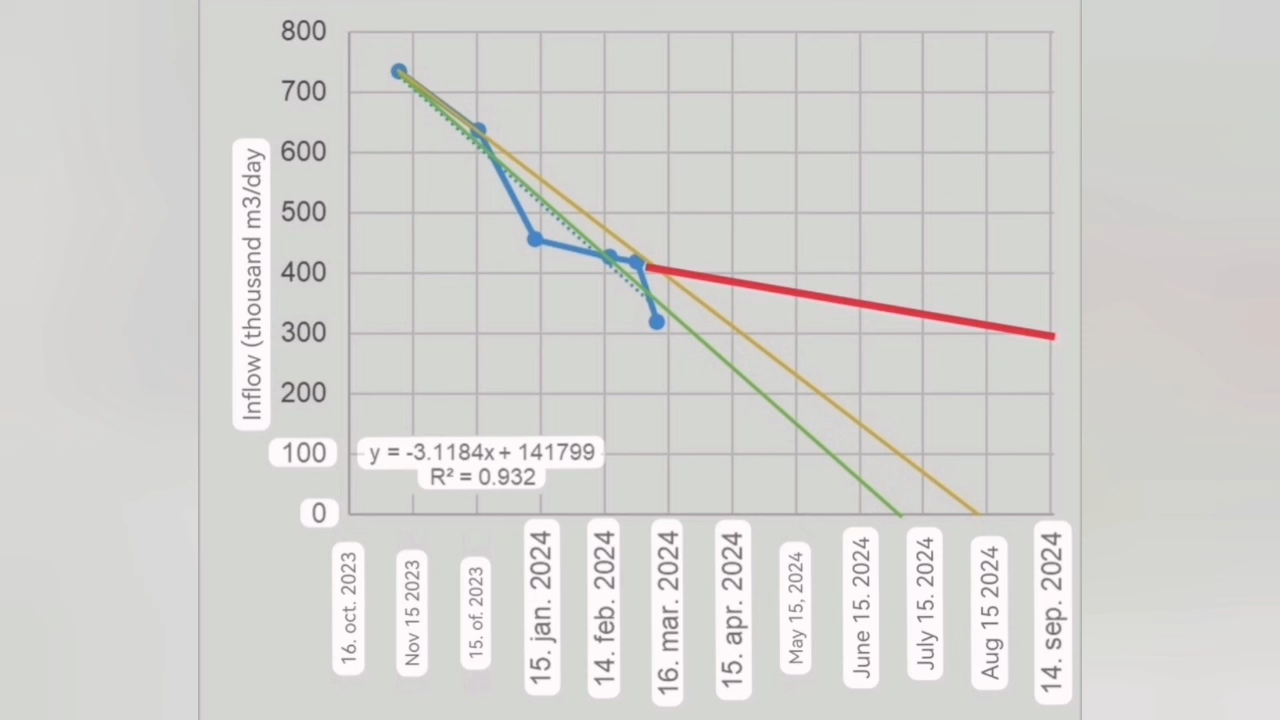 800
700
600
500
400
300
200
100
0
Inflow (thousand m3/day
y = -3.1184x + 141799
R² = 0.932
16. oct. 2023
Nov 15 2023
15. of. 2023
15. jan. 2024
14. feb. 2024
16. mar. 2024
15. apr. 2024
May 15, 2024
June 15. 2024
July 15. 2024
Aug 15 2024
14. sep. 2024